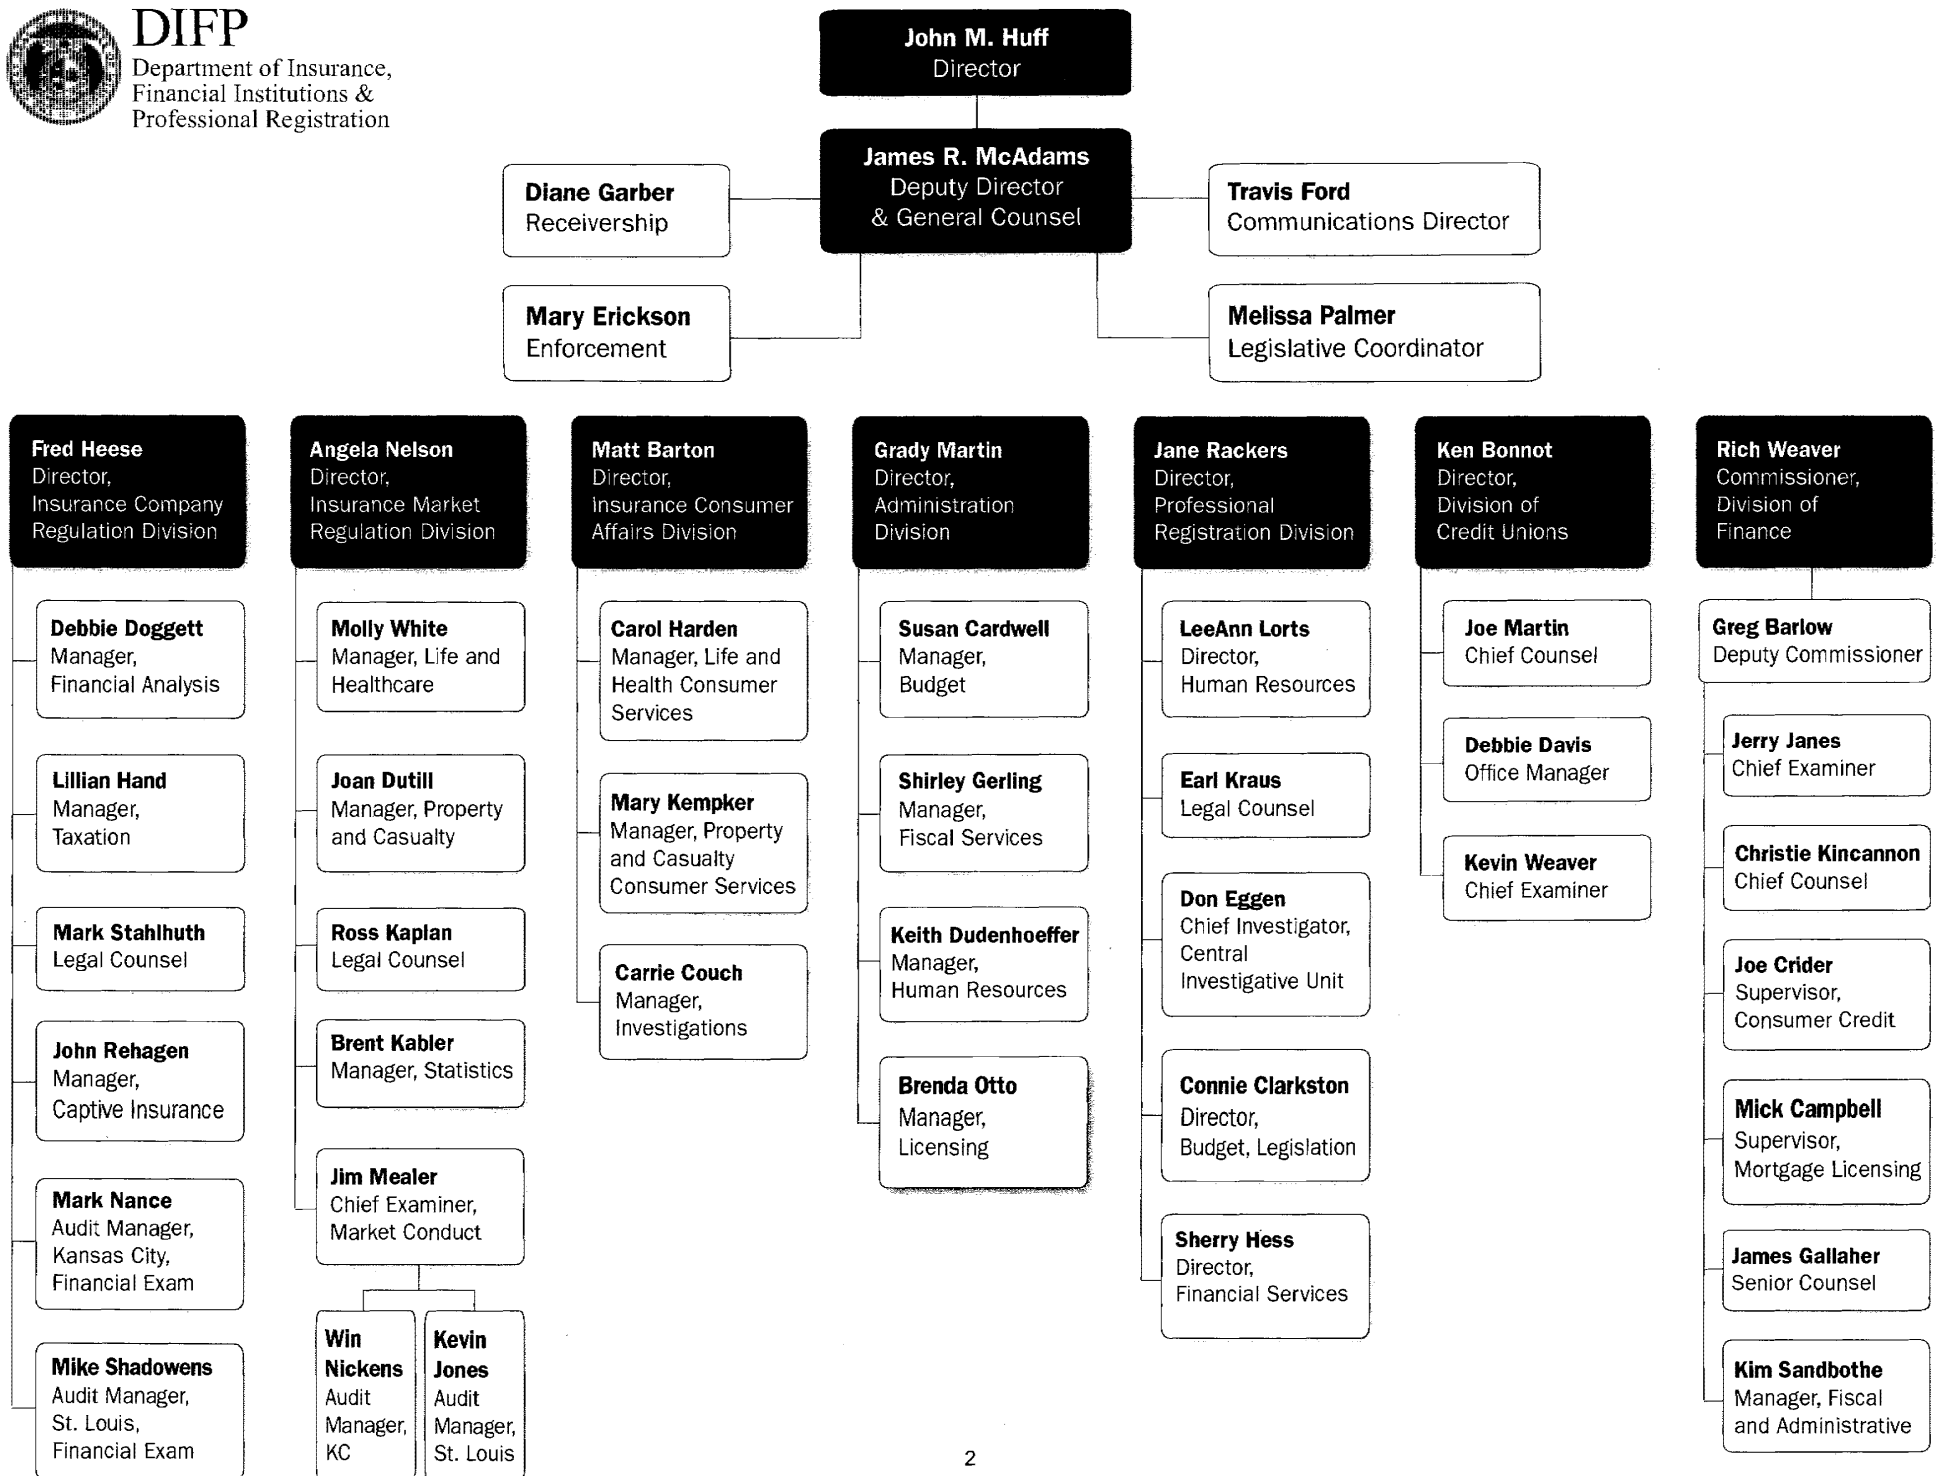 DIFP
Department of Insurance,
Financial Institutions &
Professional Registration
John M. Huff
Director
James R. McAdams
Deputy Director
& General Counsel
Diane Garber
Receivership
Travis Ford
Communications Director
Mary Erickson
Enforcement
Melissa Palmer
Legislative Coordinator
Fred Heese
Director,
Insurance Company
Regulation Division
Debbie Doggett
Manager,
Financial Analysis
Lillian Hand
Manager,
Taxation
Mark Stahlhuth
Legal Counsel
John Rehagen
Manager,
Captive Insurance
Mark Nance
Audit Manager,
Kansas City,
Financial Exam
Mike Shadowens
Audit Manager,
St. Louis,
Financial Exam
Angela Nelson
Director,
Insurance Market
Regulation Division
Molly White
Manager, Life and
Healthcare
Joan Dutill
Manager, Property
and Casualty
Ross Kaplan
Legal Counsel
Brent Kabler
Manager, Statistics
Jim Mealer
Chief Examiner,
Market Conduct
Win
Nickens
Audit
Manager,
KC
Kevin
Jones
Audit
Manager,
St. Louis
Matt Barton
Director,
Insurance Consumer
Affairs Division
Carol Harden
Manager, Life and
Health Consumer
Services
Mary Kempker
Manager, Property
and Casualty
Consumer Services
Carrie Couch
Manager,
Investigations
Grady Martin
Director,
Administration
Division
Susan Cardwell
Manager,
Budget
Shirley Gerling
Manager,
Fiscal Services
Keith Dudenhoeffer
Manager,
Human Resources
Brenda Otto
Manager,
Licensing
Jane Rackers
Director,
Professional
Registration Division
LeeAnn Lorts
Director,
Human Resources
Earl Kraus
Legal Counsel
Don Eggen
Chief Investigator,
Central
Investigative Unit
Connie Clarkston
Director,
Budget, Legislation
Sherry Hess
Director,
Financial Services
Ken Bonnot
Director,
Division of
Credit Unions
Joe Martin
Chief Counsel
Debbie Davis
Office Manager
Kevin Weaver
Chief Examiner
Rich Weaver
Commissioner,
Division of
Finance
Greg Barlow
Deputy Commissioner
Jerry Janes
Chief Examiner
Christie Kincannon
Chief Counsel
Joe Crider
Supervisor,
Consumer Credit
Mick Campbell
Supervisor,
Mortgage Licensing
James Gallaher
Senior Counsel
Kim Sandbothe
Manager, Fiscal
and Administrative
2